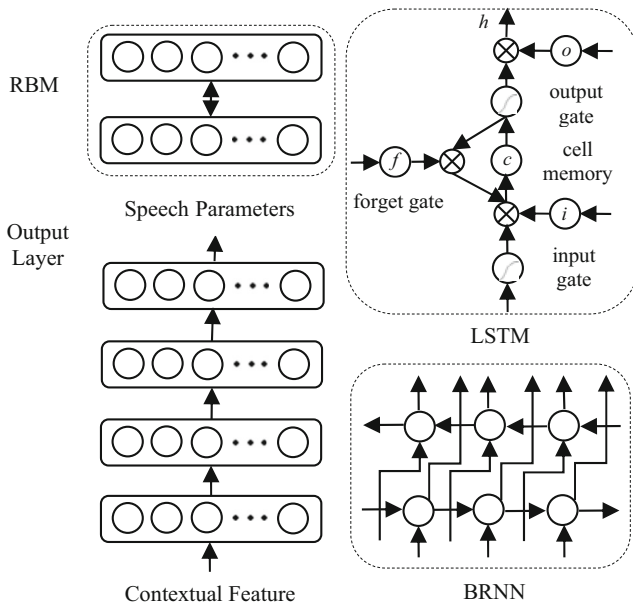 RBM
Speech Parameters
Output
Layer
Contextual Feature
h
o
output
gate
f
c
cell
memory
forget gate
i
input
gate
LSTM
BRNN